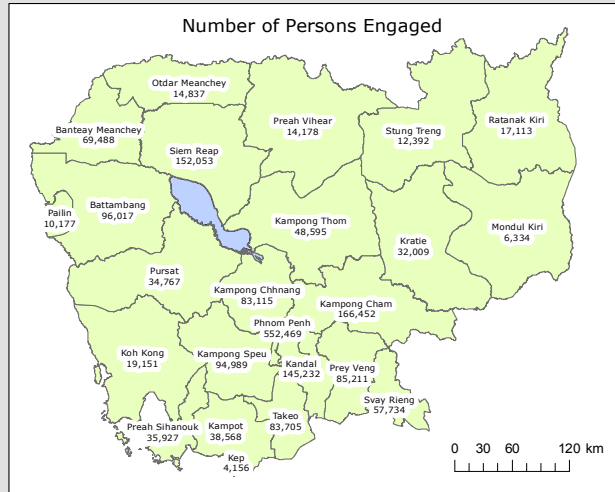 Number of Persons Engaged
Otdar Meanchey
14,837
Banteay Meanchey
69,488
Siem Reap
152,053
Preah Vihear
14,178
Stung Treng
12,392
Ratanak Kiri
17,113
Battambang
96,017
Pailin
10,177
Kampong Thom
48,595
Kratie
32,009
Mondul Kiri
6,334
Pursat
34,767
Kampong Chhnang
83,115
Kampong Cham
166,452
Phnom Penh
552,469
Koh Kong
19,151
Kampong Speu
94,989
Kandal
145,232
Prey Veng
85,211
Svay Rieng
57,734
Preah Sihanouk
35,927
Kampot
38,568
Takeo
83,705
Kep
4,156
0 30 60 120 km